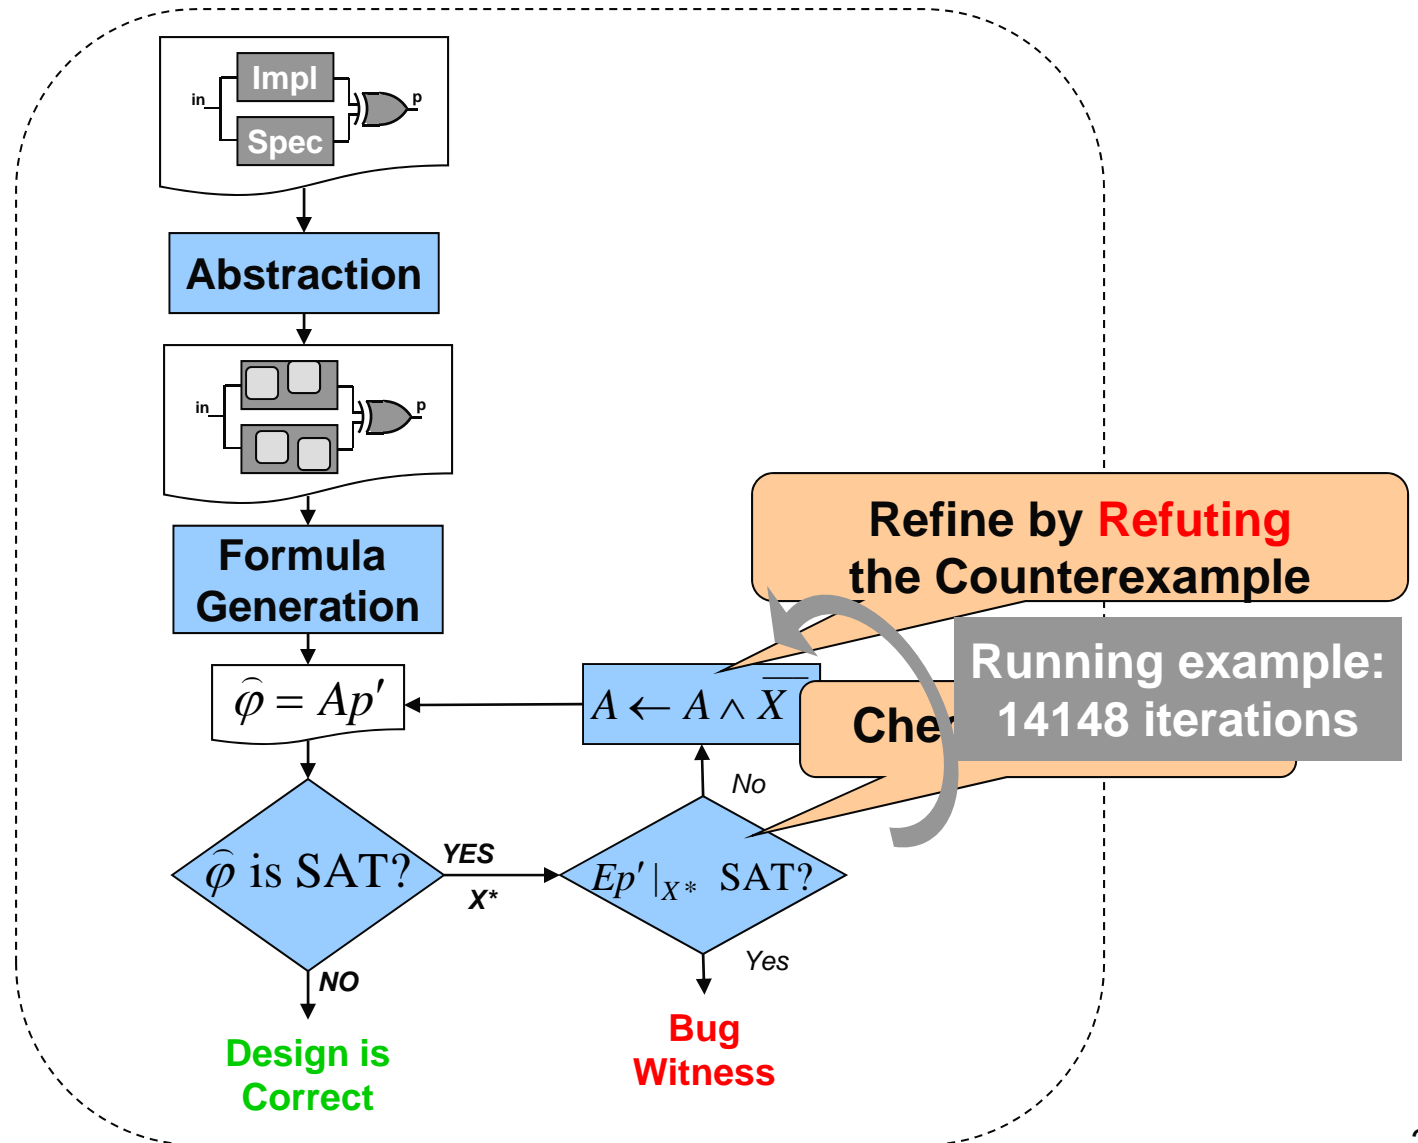 Impl
in
p
Spec
Abstraction
in
p
Refine by Refuting
the Counterexample
Formula
Generation
Running example:
14148 iterations
φ̂ = Ap′
A ← A ∧ X̅
No
φ̂ is SAT?
YES
X*
Ep′|X* SAT?
NO
Yes
Design is
Correct
Bug
Witness